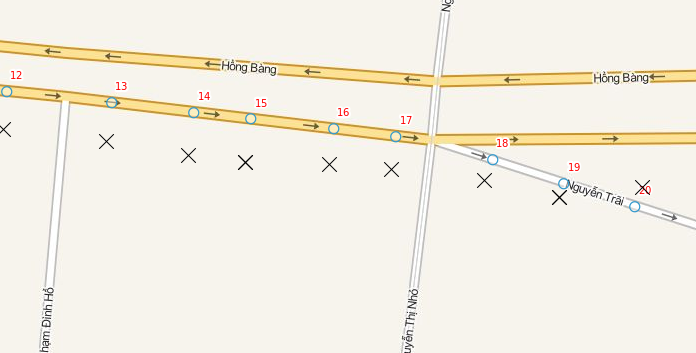 Hồng Bàng
Hồng Bàng
12
13
14
15
16
17
18
19
20
Nguyễn Trãi
hạm Đình Hổ
uyễn Thị Nhỏ